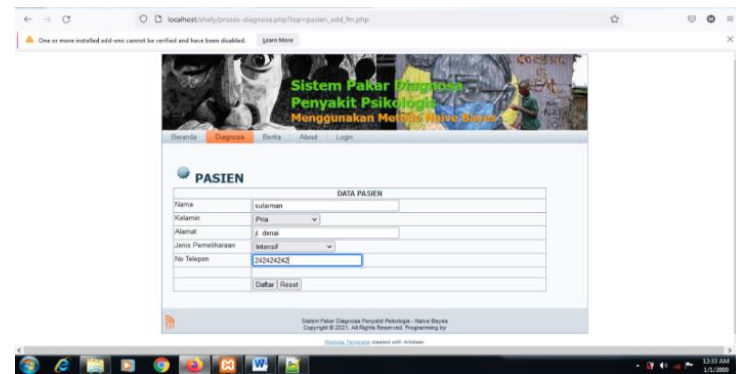 localhost/shely/proses-diagnosa.php?top=pasien_add_fm.php
One or more installed add-ons cannot be verified and have been disabled. Learn More
Sistem Pakar Diagnosa
Penyakit Psikologis
Menggunakan Metode Naive Bayes
Beranda Diagnosa Berita About Login
PASIEN
DATA PASIEN
Nama sulaiman
Kelamin Pria
Alamat jl. denai
Jenis Pemeliharaan Intensif
No Telepon 242424242
Daftar Reset
Sistem Pakar Diagnosa Penyakit Psikologis - Naive Bayes
Copyright © 2021. All Rights Reserved. Programming by
Website Template created with Artisteer.
12:33 AM
1/1/2009